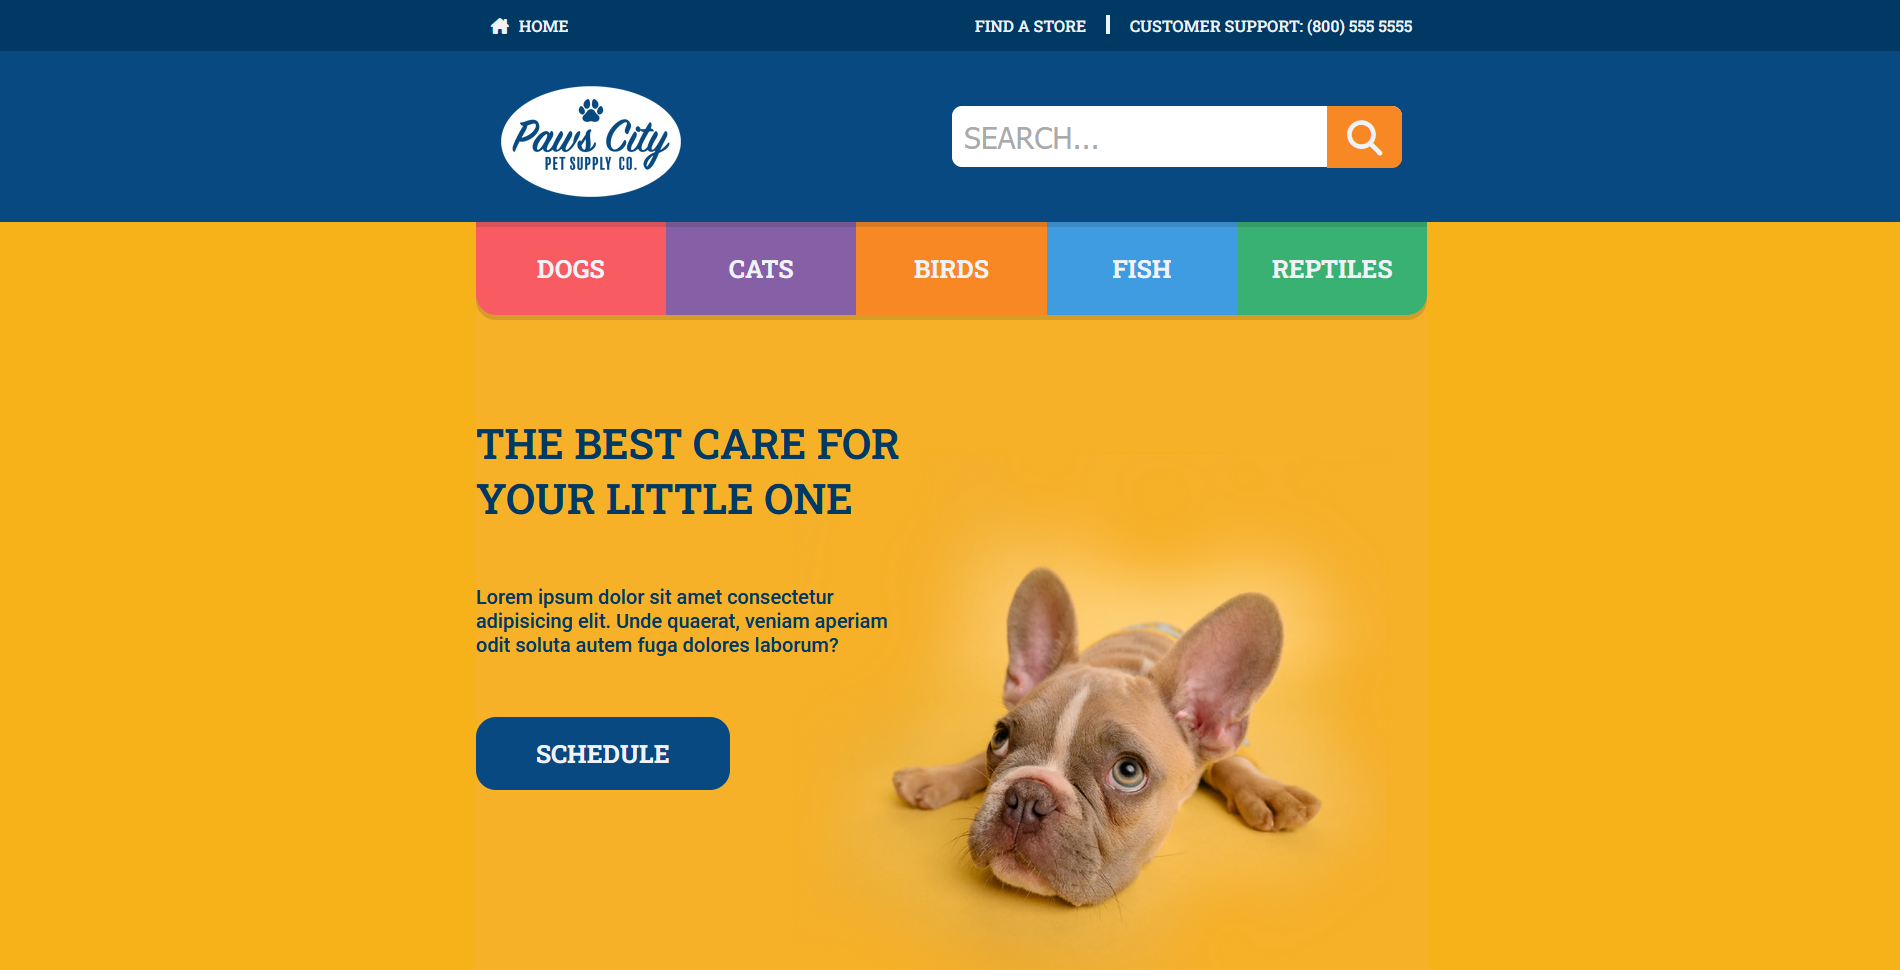 HOME
FIND A STORE
CUSTOMER SUPPORT: (800) 555 5555
Paws City
PET SUPPLY CO.
SEARCH...
DOGS
CATS
BIRDS
FISH
REPTILES
THE BEST CARE FOR
YOUR LITTLE ONE
Lorem ipsum dolor sit amet consectetur
adipisicing elit. Unde quaerat, veniam aperiam
odit soluta autem fuga dolores laborum?
SCHEDULE